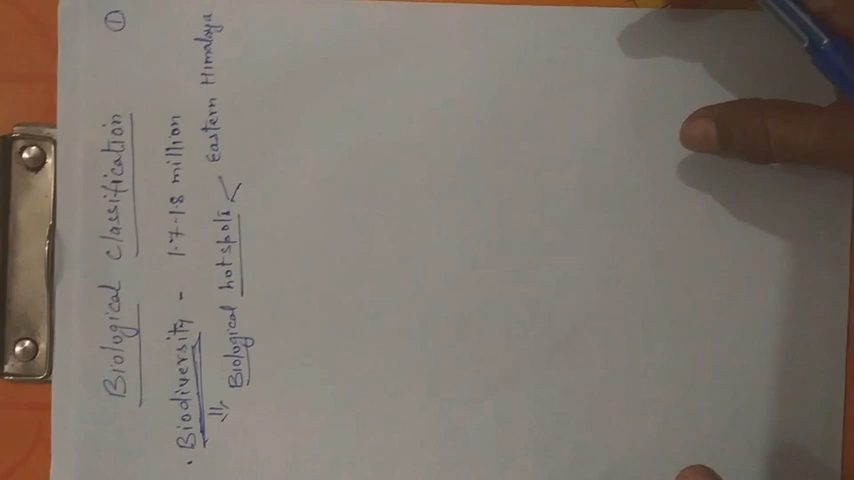 ①
Biological classification
· Biodiversity - 1.7-1.8 million
⇓ Biological hotspots < Eastern Himalaya